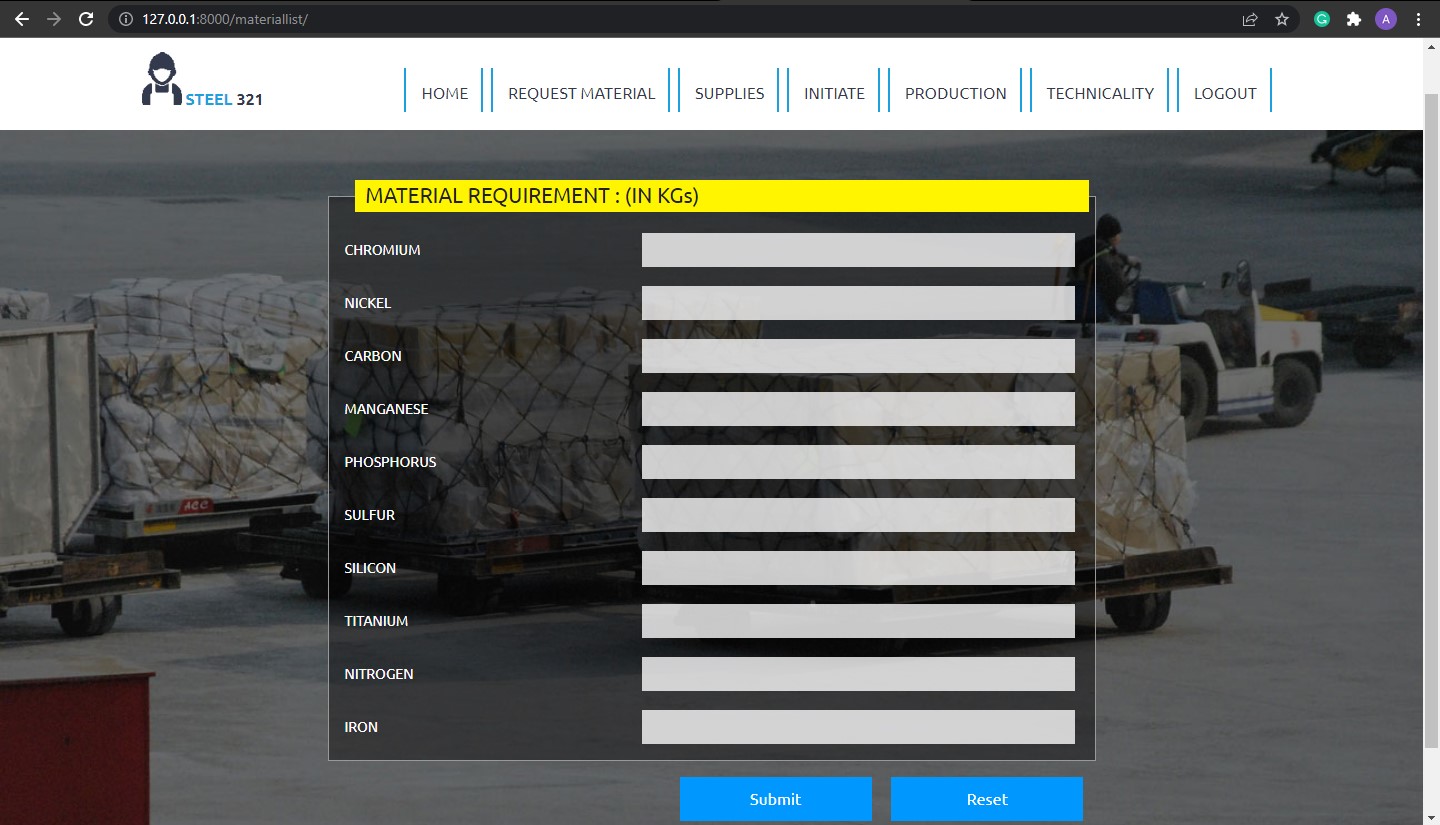 127.0.0.1:8000/materiallist/
A
STEEL 321
HOME REQUEST MATERIAL SUPPLIES INITIATE PRODUCTION TECHNICALITY LOGOUT
MATERIAL REQUIREMENT : (IN KGs)
CHROMIUM
NICKEL
CARBON
MANGANESE
PHOSPHORUS
SULFUR
ACC
SILICON
TITANIUM
NITROGEN
IRON
Submit Reset